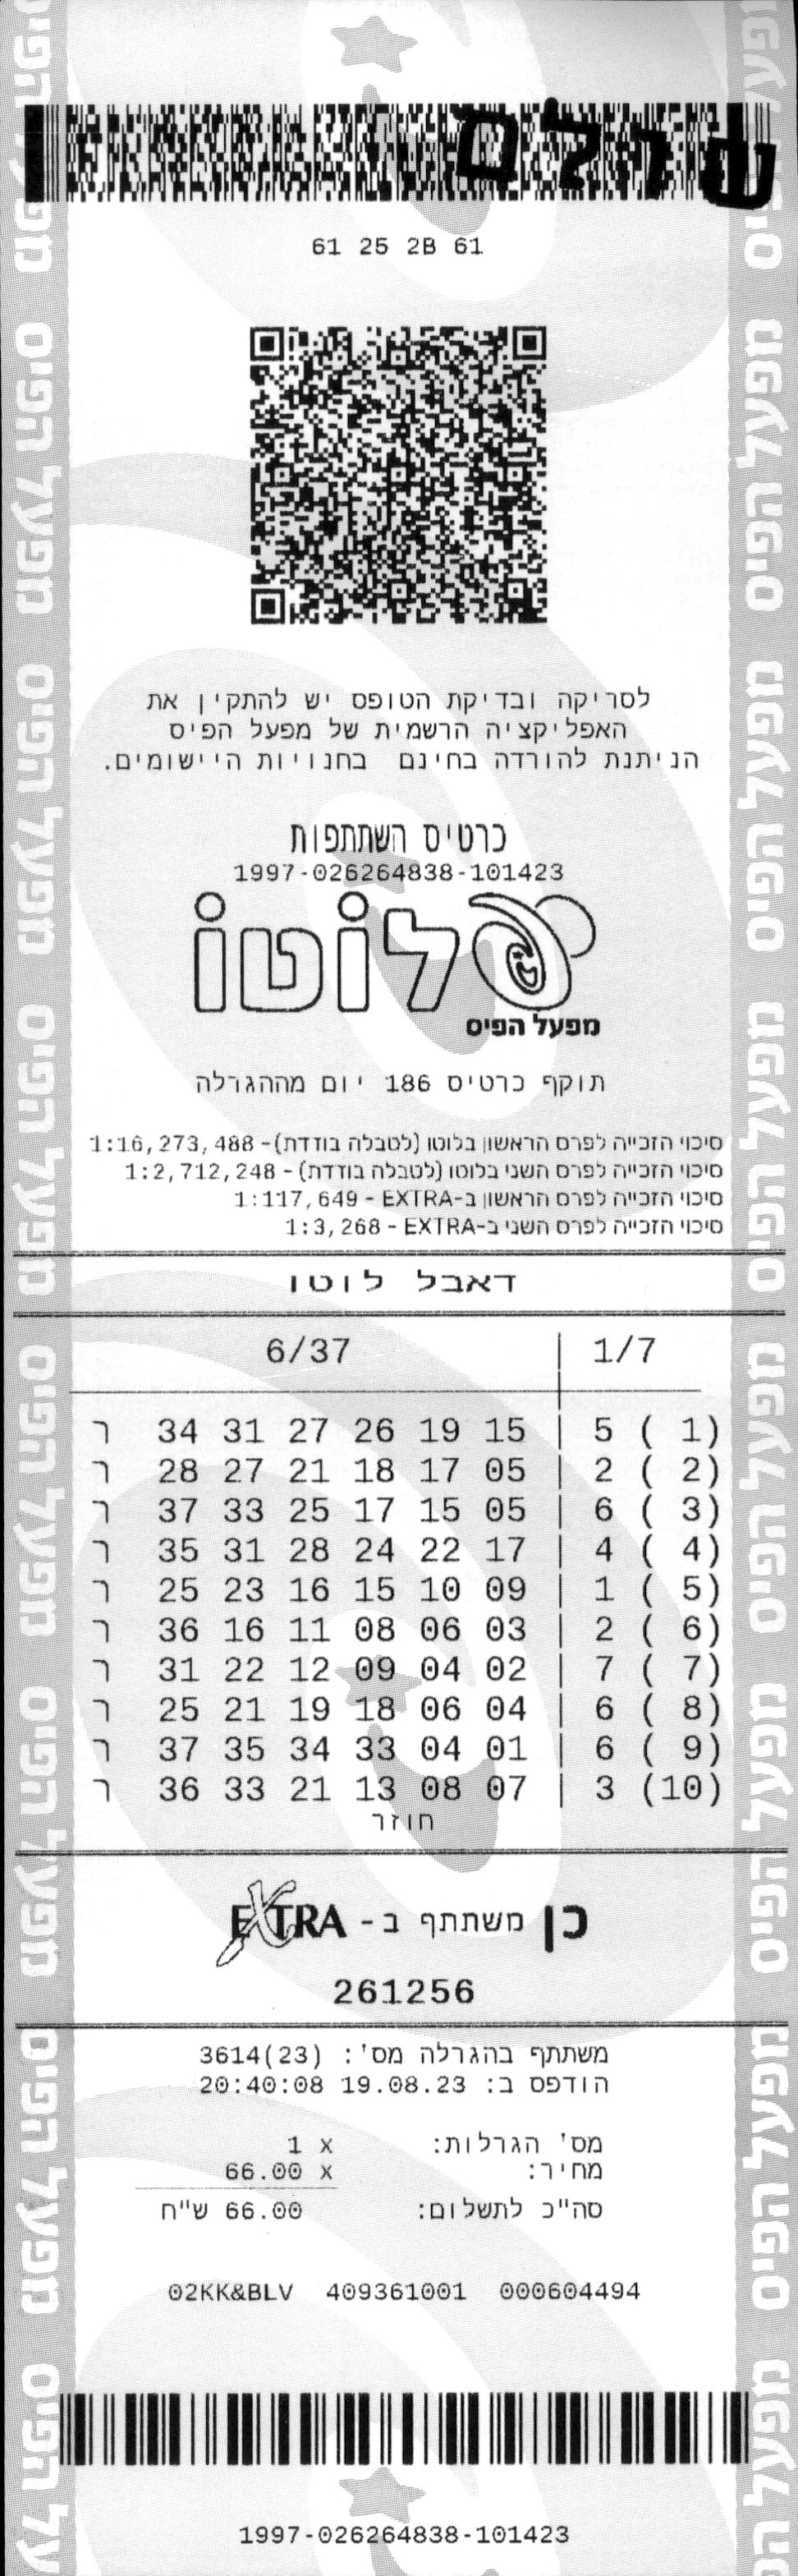 שולם
61 25 2B 61
לסריקה ובדיקת הטופס יש להתקין את
האפליקציה הרשמית של מפעל הפיס
הניתנת להורדה בחינם בחנויות היישומים.
כרטיס השתתפות
1997-026264838-101423
לוטו
מפעל הפיס
תוקף כרטיס 186 יום מההגרלה
סיכוי הזכייה לפרס הראשון בלוטו (לטבלה בודדת)- 1:16,273,488
סיכוי הזכייה לפרס השני בלוטו (לטבלה בודדת) - 1:2,712,248
סיכוי הזכייה לפרס הראשון ב-EXTRA - 1:117,649
סיכוי הזכייה לפרס השני ב-EXTRA - 1:3,268
דאבל לוטו
6/37 | 1/7
ר 34 31 27 26 19 15 | 5 ( 1)
ר 28 27 21 18 17 05 | 2 ( 2)
ר 37 33 25 17 15 05 | 6 ( 3)
ר 35 31 28 24 22 17 | 4 ( 4)
ר 25 23 16 15 10 09 | 1 ( 5)
ר 36 16 11 08 06 03 | 2 ( 6)
ר 31 22 12 09 04 02 | 7 ( 7)
ר 25 21 19 18 06 04 | 6 ( 8)
ר 37 35 34 33 04 01 | 6 ( 9)
ר 36 33 21 13 08 07 | 3 (10)
חוזר
כן משתתף ב- EXTRA
261256
משתתף בהגרלה מס': 3614(23)
הודפס ב: 19.08.23 20:40:08
מס' הגרלות: x 1
מחיר: x 66.00
סה"כ לתשלום: 66.00 ש"ח
02KK&BLV 409361001 000604494
1997-026264838-101423
מפעל הפיס